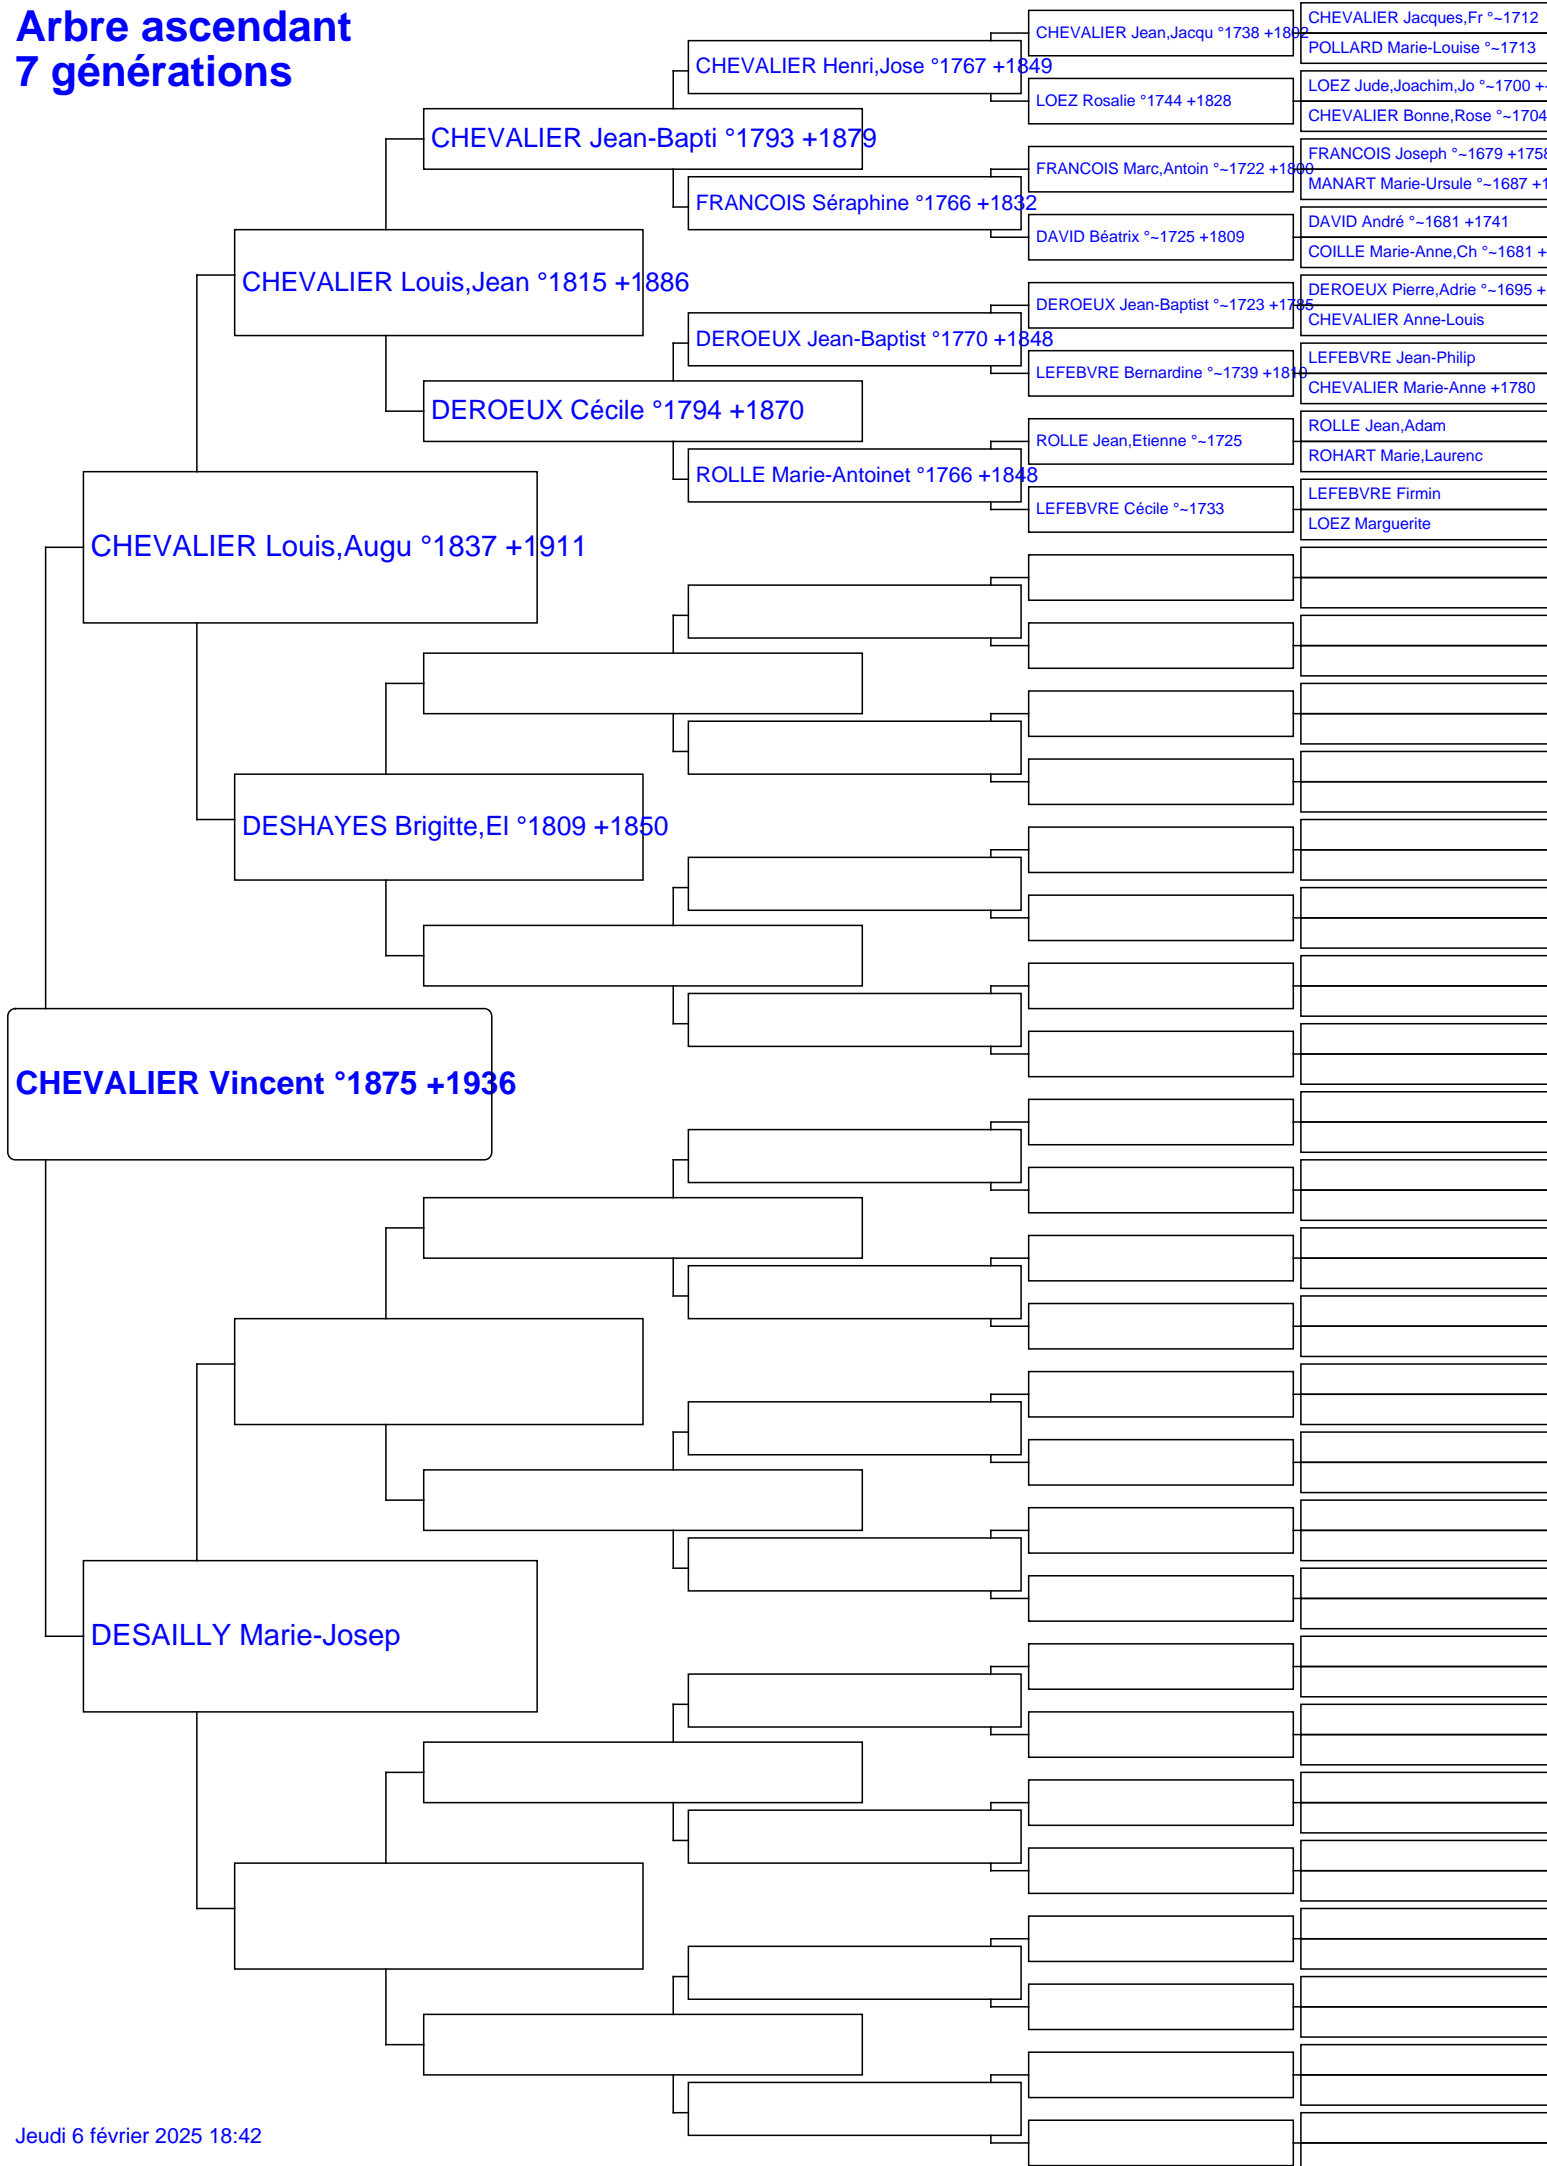 Arbre ascendant
7 générations
CHEVALIER Jean,Jacqu °1738 +1802
CHEVALIER Jacques,Fr °~1712
POLLARD Marie-Louise °~1713
CHEVALIER Henri,Jose °1767 +1849
LOEZ Rosalie °1744 +1828
LOEZ Jude,Joachim,Jo °~1700 +
CHEVALIER Bonne,Rose °~1704
CHEVALIER Jean-Bapti °1793 +1879
FRANCOIS Marc,Antoin °~1722 +1800
FRANCOIS Joseph °~1679 +1758
MANART Marie-Ursule °~1687 +1
FRANCOIS Séraphine °1766 +1832
DAVID Béatrix °~1725 +1809
DAVID André °~1681 +1741
COILLE Marie-Anne,Ch °~1681 +
CHEVALIER Louis,Jean °1815 +1886
DEROEUX Jean-Baptist °~1723 +1785
DEROEUX Pierre,Adrie °~1695 +
CHEVALIER Anne-Louis
DEROEUX Jean-Baptist °1770 +1848
LEFEBVRE Bernardine °~1739 +1810
LEFEBVRE Jean-Philip
CHEVALIER Marie-Anne +1780
DEROEUX Cécile °1794 +1870
ROLLE Jean,Etienne °~1725
ROLLE Jean,Adam
ROHART Marie,Laurenc
ROLLE Marie-Antoinet °1766 +1848
LEFEBVRE Cécile °~1733
LEFEBVRE Firmin
LOEZ Marguerite
CHEVALIER Louis,Augu °1837 +1911
DESHAYES Brigitte,El °1809 +1850
CHEVALIER Vincent °1875 +1936
DESAILLY Marie-Josep
Jeudi 6 février 2025 18:42